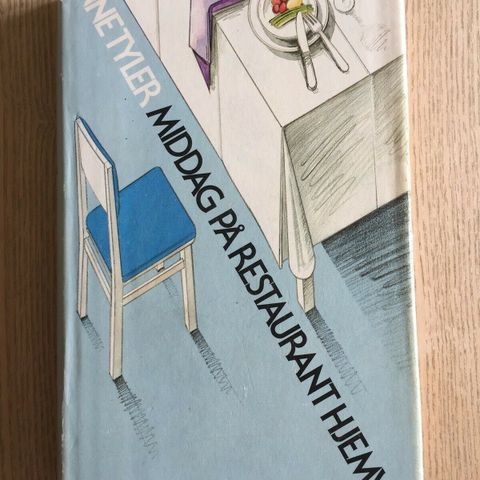 NE TYLER
MIDDAG PÅ RESTAURANT HJEM